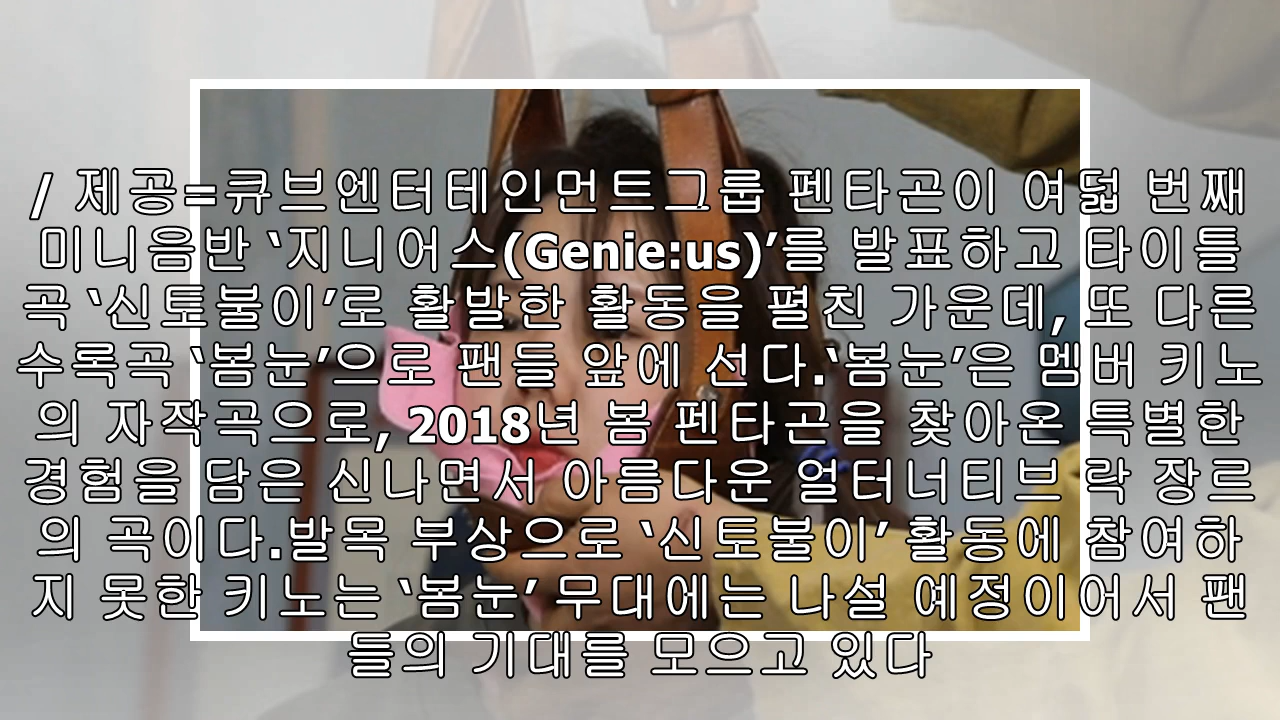 / 제공=큐브엔터테인먼트그룹 펜타곤이 여덟 번째
미니음반 ‘지니어스(Genie:us)’를 발표하고 타이틀
곡 ‘신토불이’로 활발한 활동을 펼친 가운데, 또 다른
수록곡 ‘봄눈’으로 팬들 앞에 선다.‘봄눈’은 멤버 키노
의 자작곡으로, 2018년 봄 펜타곤을 찾아온 특별한
경험을 담은 신나면서 아름다운 얼터너티브 락 장르
의 곡이다.발목 부상으로 ‘신토불이’ 활동에 참여하
지 못한 키노는 ‘봄눈’ 무대에는 나설 예정이어서 팬
들의 기대를 모으고 있다